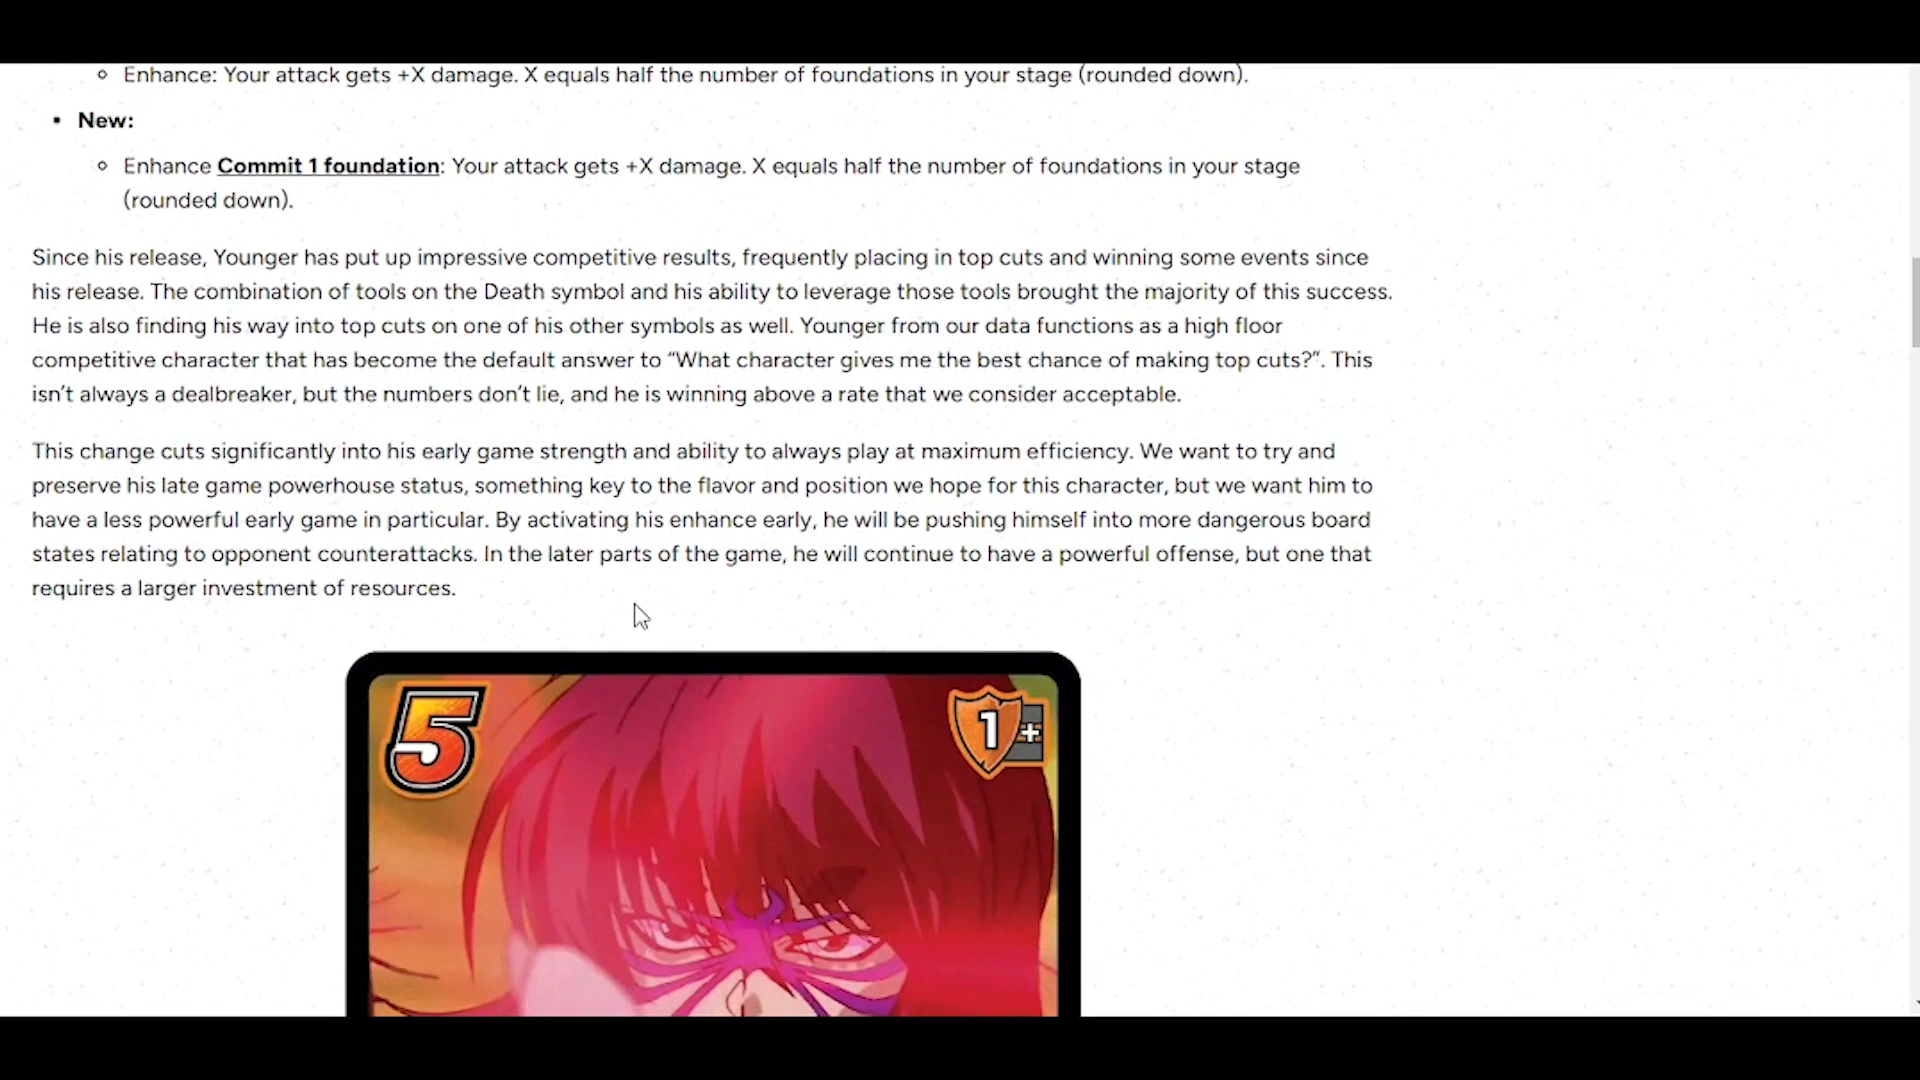 Enhance: Your attack gets +X damage. X equals half the number of foundations in your stage (rounded down).
New:
Enhance Commit 1 foundation: Your attack gets +X damage. X equals half the number of foundations in your stage
(rounded down).
Since his release, Younger has put up impressive competitive results, frequently placing in top cuts and winning some events since
his release. The combination of tools on the Death symbol and his ability to leverage those tools brought the majority of this success.
He is also finding his way into top cuts on one of his other symbols as well. Younger from our data functions as a high floor
competitive character that has become the default answer to “What character gives me the best chance of making top cuts?”. This
isn’t always a dealbreaker, but the numbers don’t lie, and he is winning above a rate that we consider acceptable.
This change cuts significantly into his early game strength and ability to always play at maximum efficiency. We want to try and
preserve his late game powerhouse status, something key to the flavor and position we hope for this character, but we want him to
have a less powerful early game in particular. By activating his enhance early, he will be pushing himself into more dangerous board
states relating to opponent counterattacks. In the later parts of the game, he will continue to have a powerful offense, but one that
requires a larger investment of resources.
5
1+